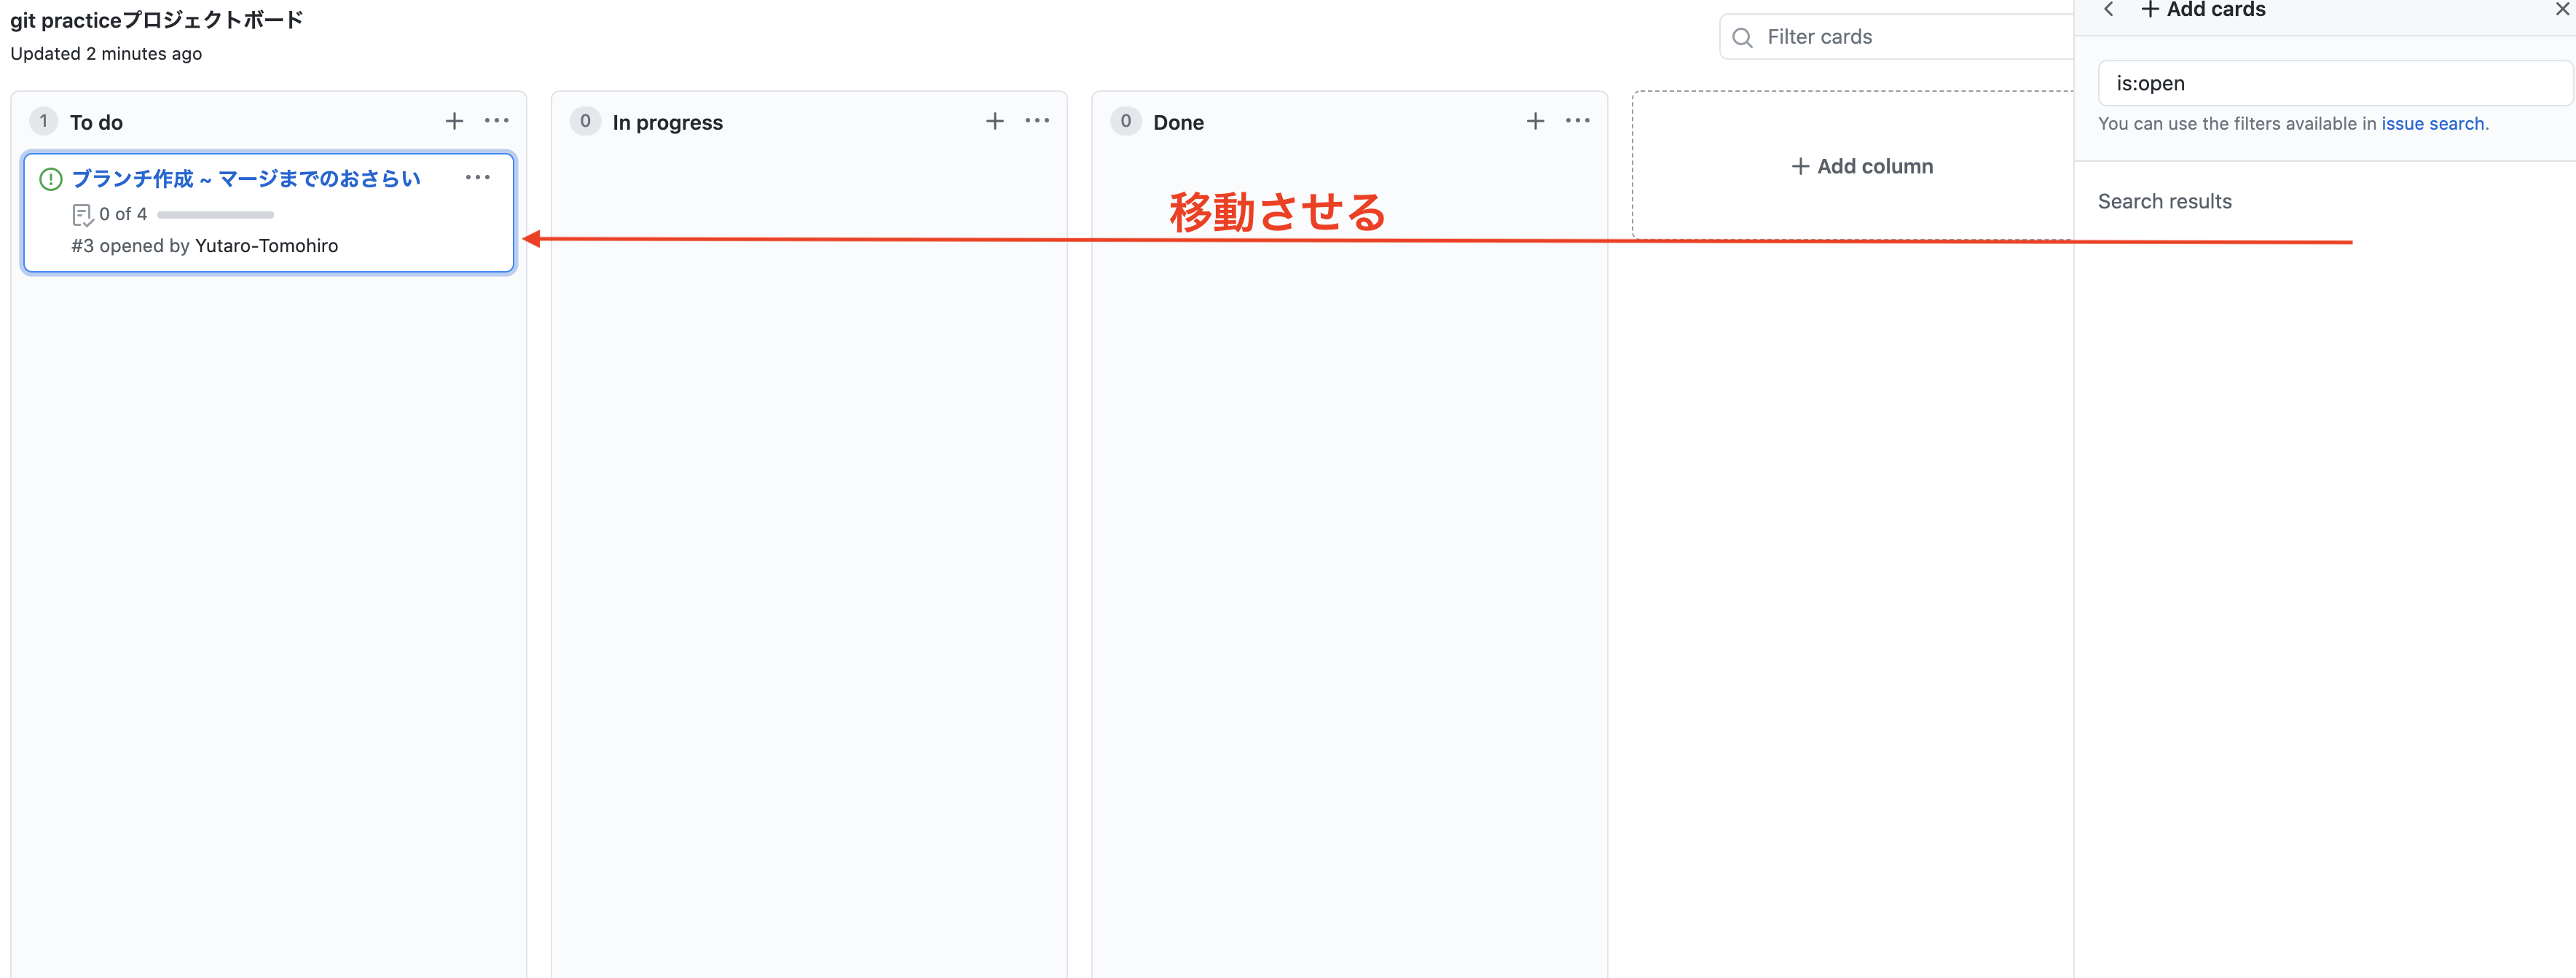 git practiceプロジェクトボード
Updated 2 minutes ago
Filter cards
Add cards
is:open
You can use the filters available in issue search.
Search results
1 To do
ブランチ作成 ~ マージまでのおさらい
0 of 4
#3 opened by Yutaro-Tomohiro
0 In progress
0 Done
移動させる
Add column